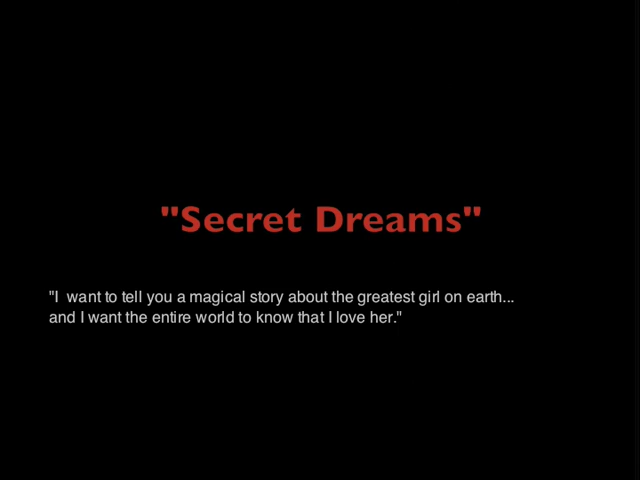 "Secret Dreams"
"I  want to tell you a magical story about the greatest girl on earth...
and I want the entire world to know that I love her."